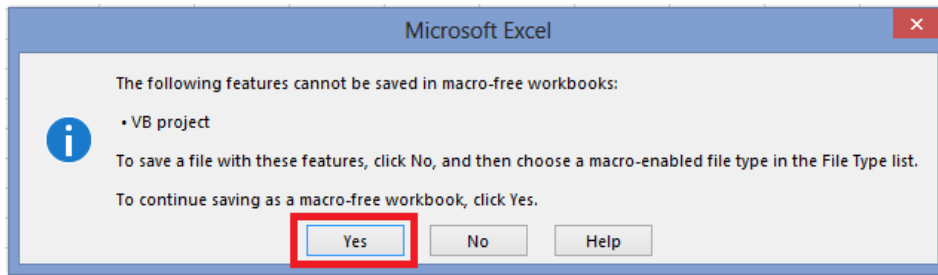 Microsoft Excel
The following features cannot be saved in macro-free workbooks:
• VB project
To save a file with these features, click No, and then choose a macro-enabled file type in the File Type list.
To continue saving as a macro-free workbook, click Yes.
Yes No Help